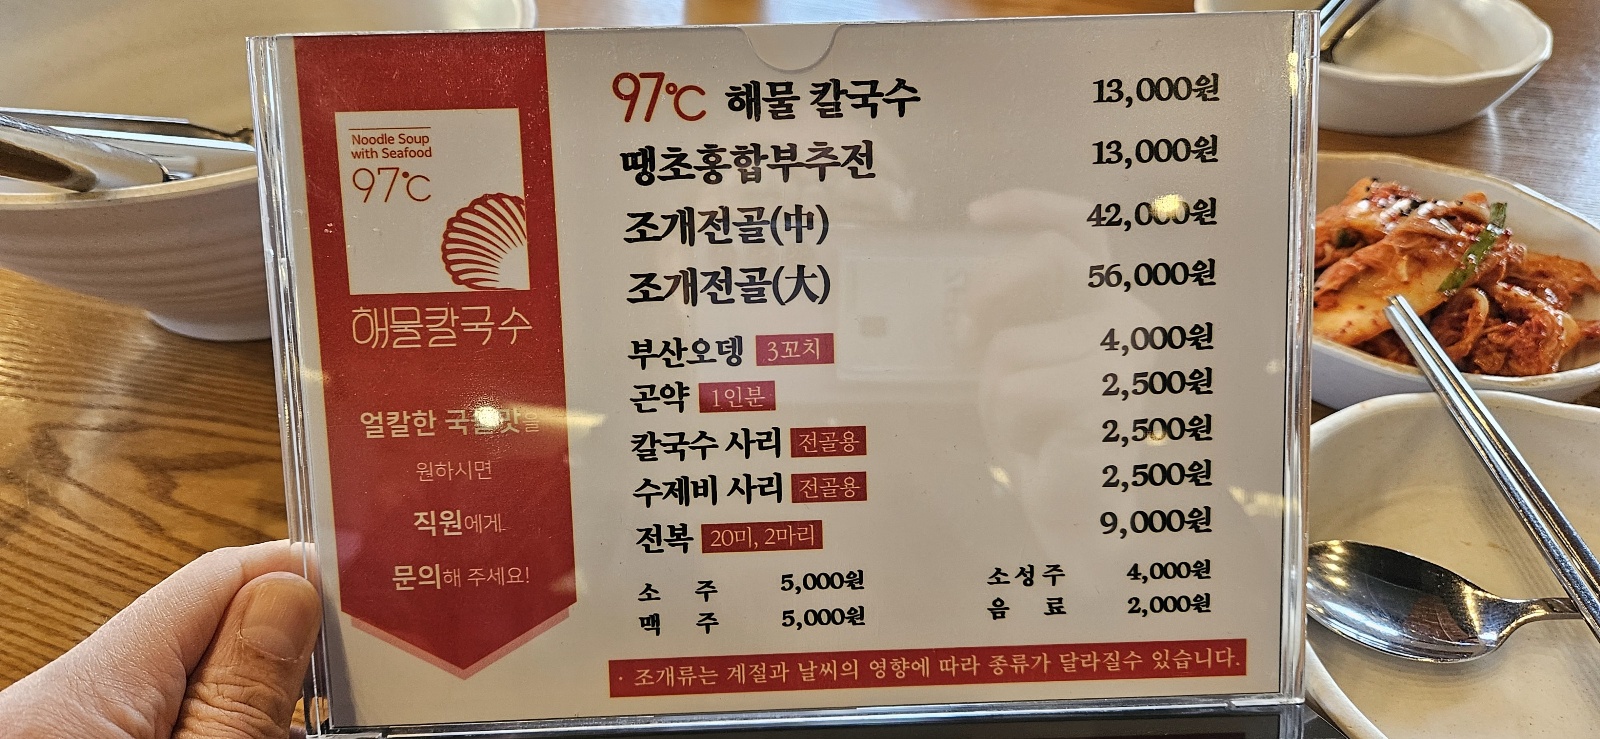 Noodle Soup
with Seafood
97℃
해물칼국수
얼칼한 국물맛을
원하시면
직원에게
문의해 주세요!
97℃ 해물 칼국수 13,000원
땡초홍합부추전 13,000원
조개전골(中) 42,000원
조개전골(大) 56,000원
부산오뎅 3꼬치 4,000원
곤약 1인분 2,500원
칼국수 사리 전골용 2,500원
수제비 사리 전골용 2,500원
전복 20미, 2마리 9,000원
소 주 5,000원 소성주 4,000원
맥 주 5,000원 음 료 2,000원
· 조개류는 계절과 날씨의 영향에 따라 종류가 달라질수 있습니다.